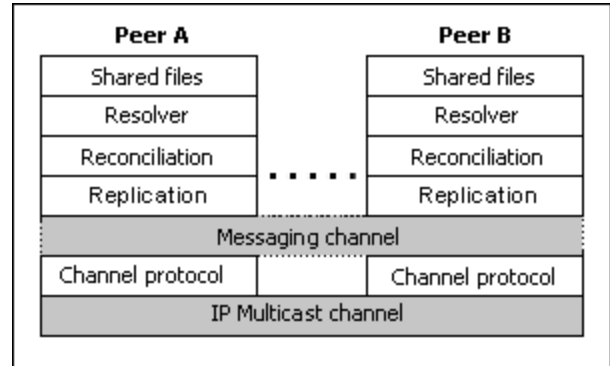 Peer A Peer B
Shared files Shared files
Resolver Resolver
Reconciliation Reconciliation
Replication Replication
Messaging channel
Channel protocol Channel protocol
IP Multicast channel